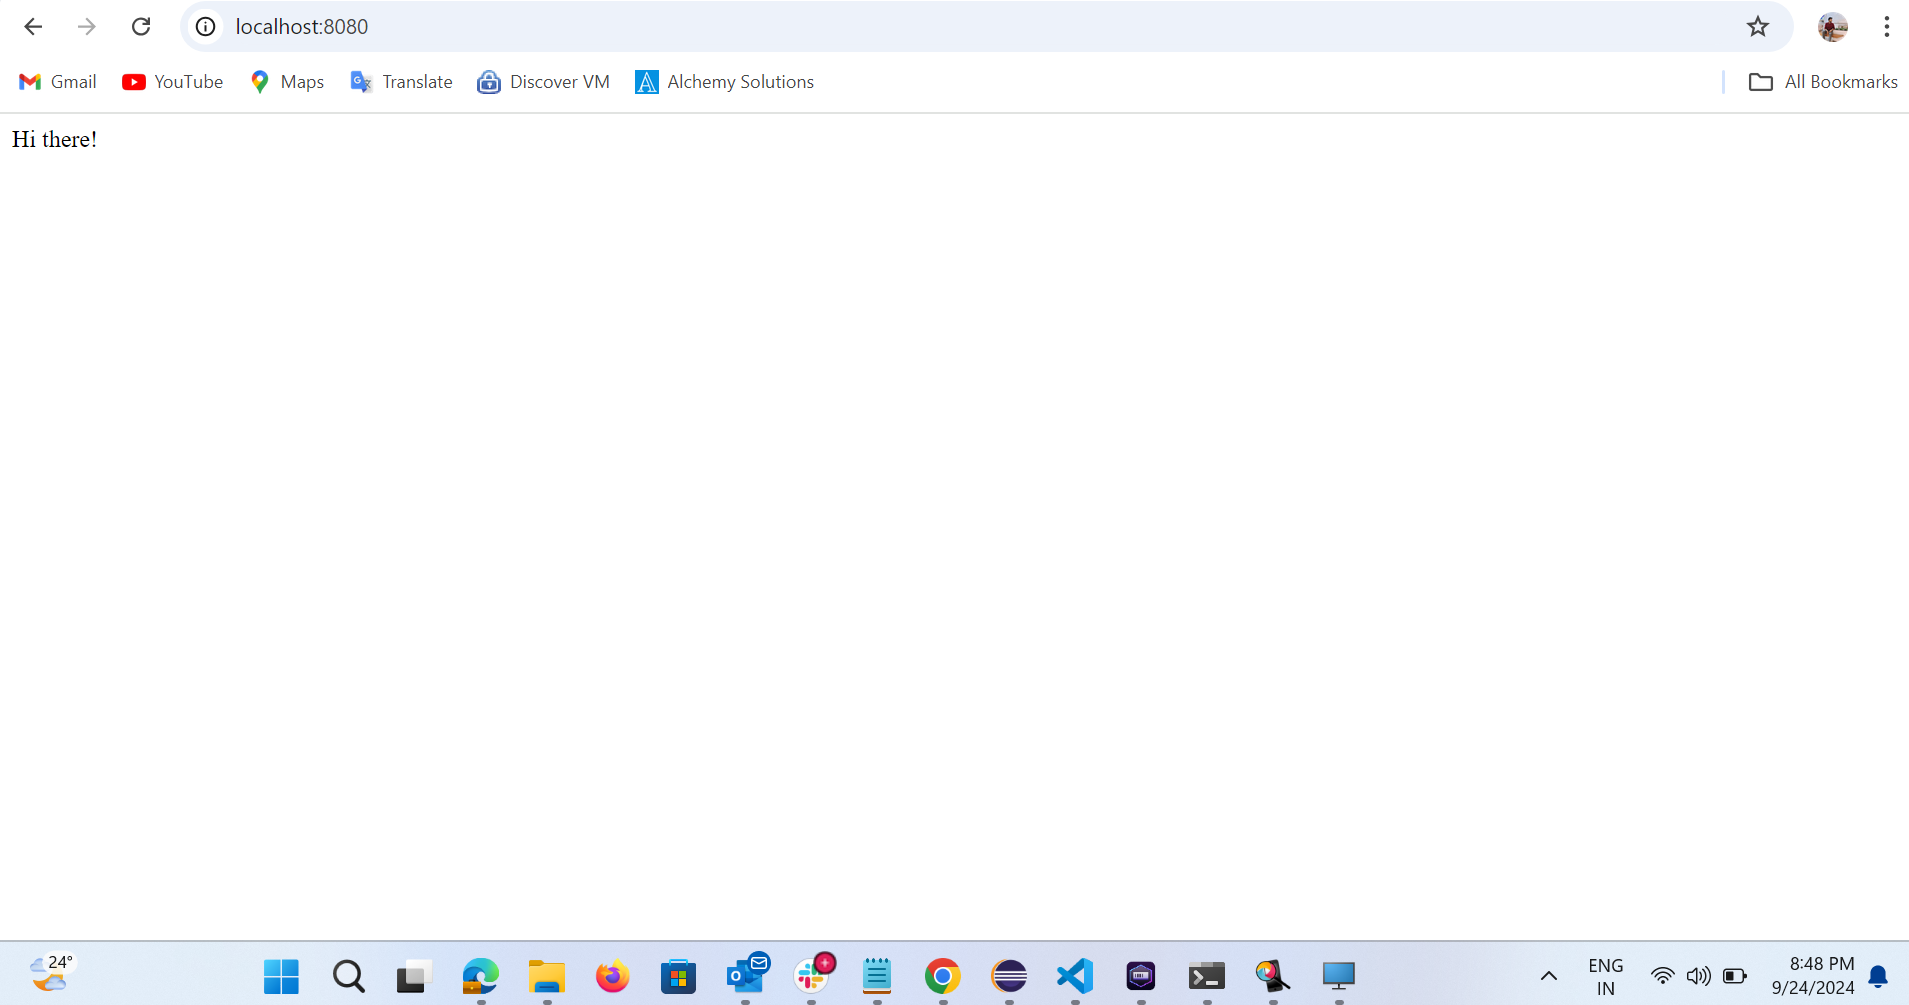 localhost:8080
Gmail YouTube Maps Translate Discover VM Alchemy Solutions All Bookmarks
Hi there!
24°
ENG 8:48 PM
IN 9/24/2024